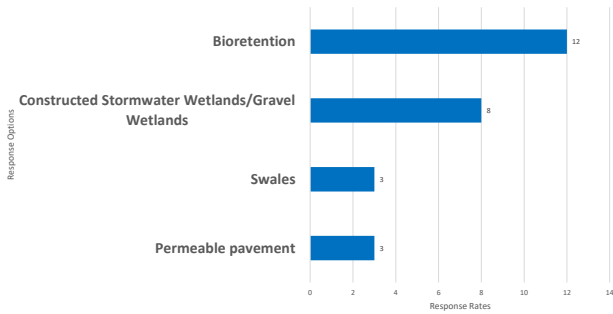 Response Options
Bioretention
12
Constructed Stormwater Wetlands/Gravel
Wetlands
8
Swales
3
Permeable pavement
3
0 2 4 6 8 10 12 14
Response Rates